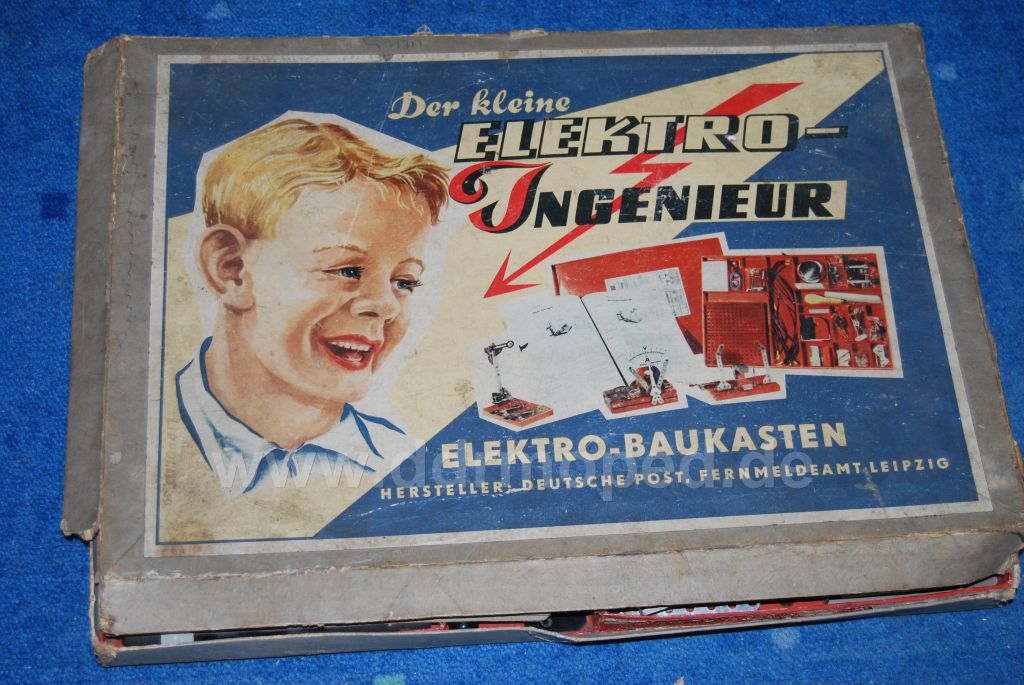 Der kleine
ELEKTRO-
INGENIEUR
ELEKTRO-BAUKASTEN
HERSTELLER: DEUTSCHE POST. FERNMELDEAMT LEIPZIG